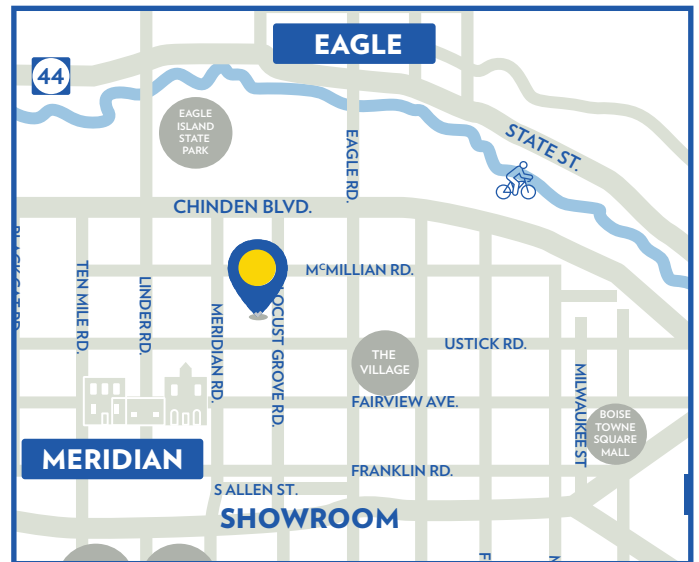 EAGLE
44
EAGLE
ISLAND
STATE
PARK
STATE ST.
EAGLE RD.
CHINDEN BLVD.
MCMILLIAN RD.
TEN MILE RD.
LINDER RD.
MERIDIAN RD.
OCUST GROVE RD.
USTICK RD.
THE
VILLAGE
MILWAUKEE ST
FAIRVIEW AVE.
BOISE
TOWNE
SQUARE
MALL
MERIDIAN
FRANKLIN RD.
S ALLEN ST.
SHOWROOM